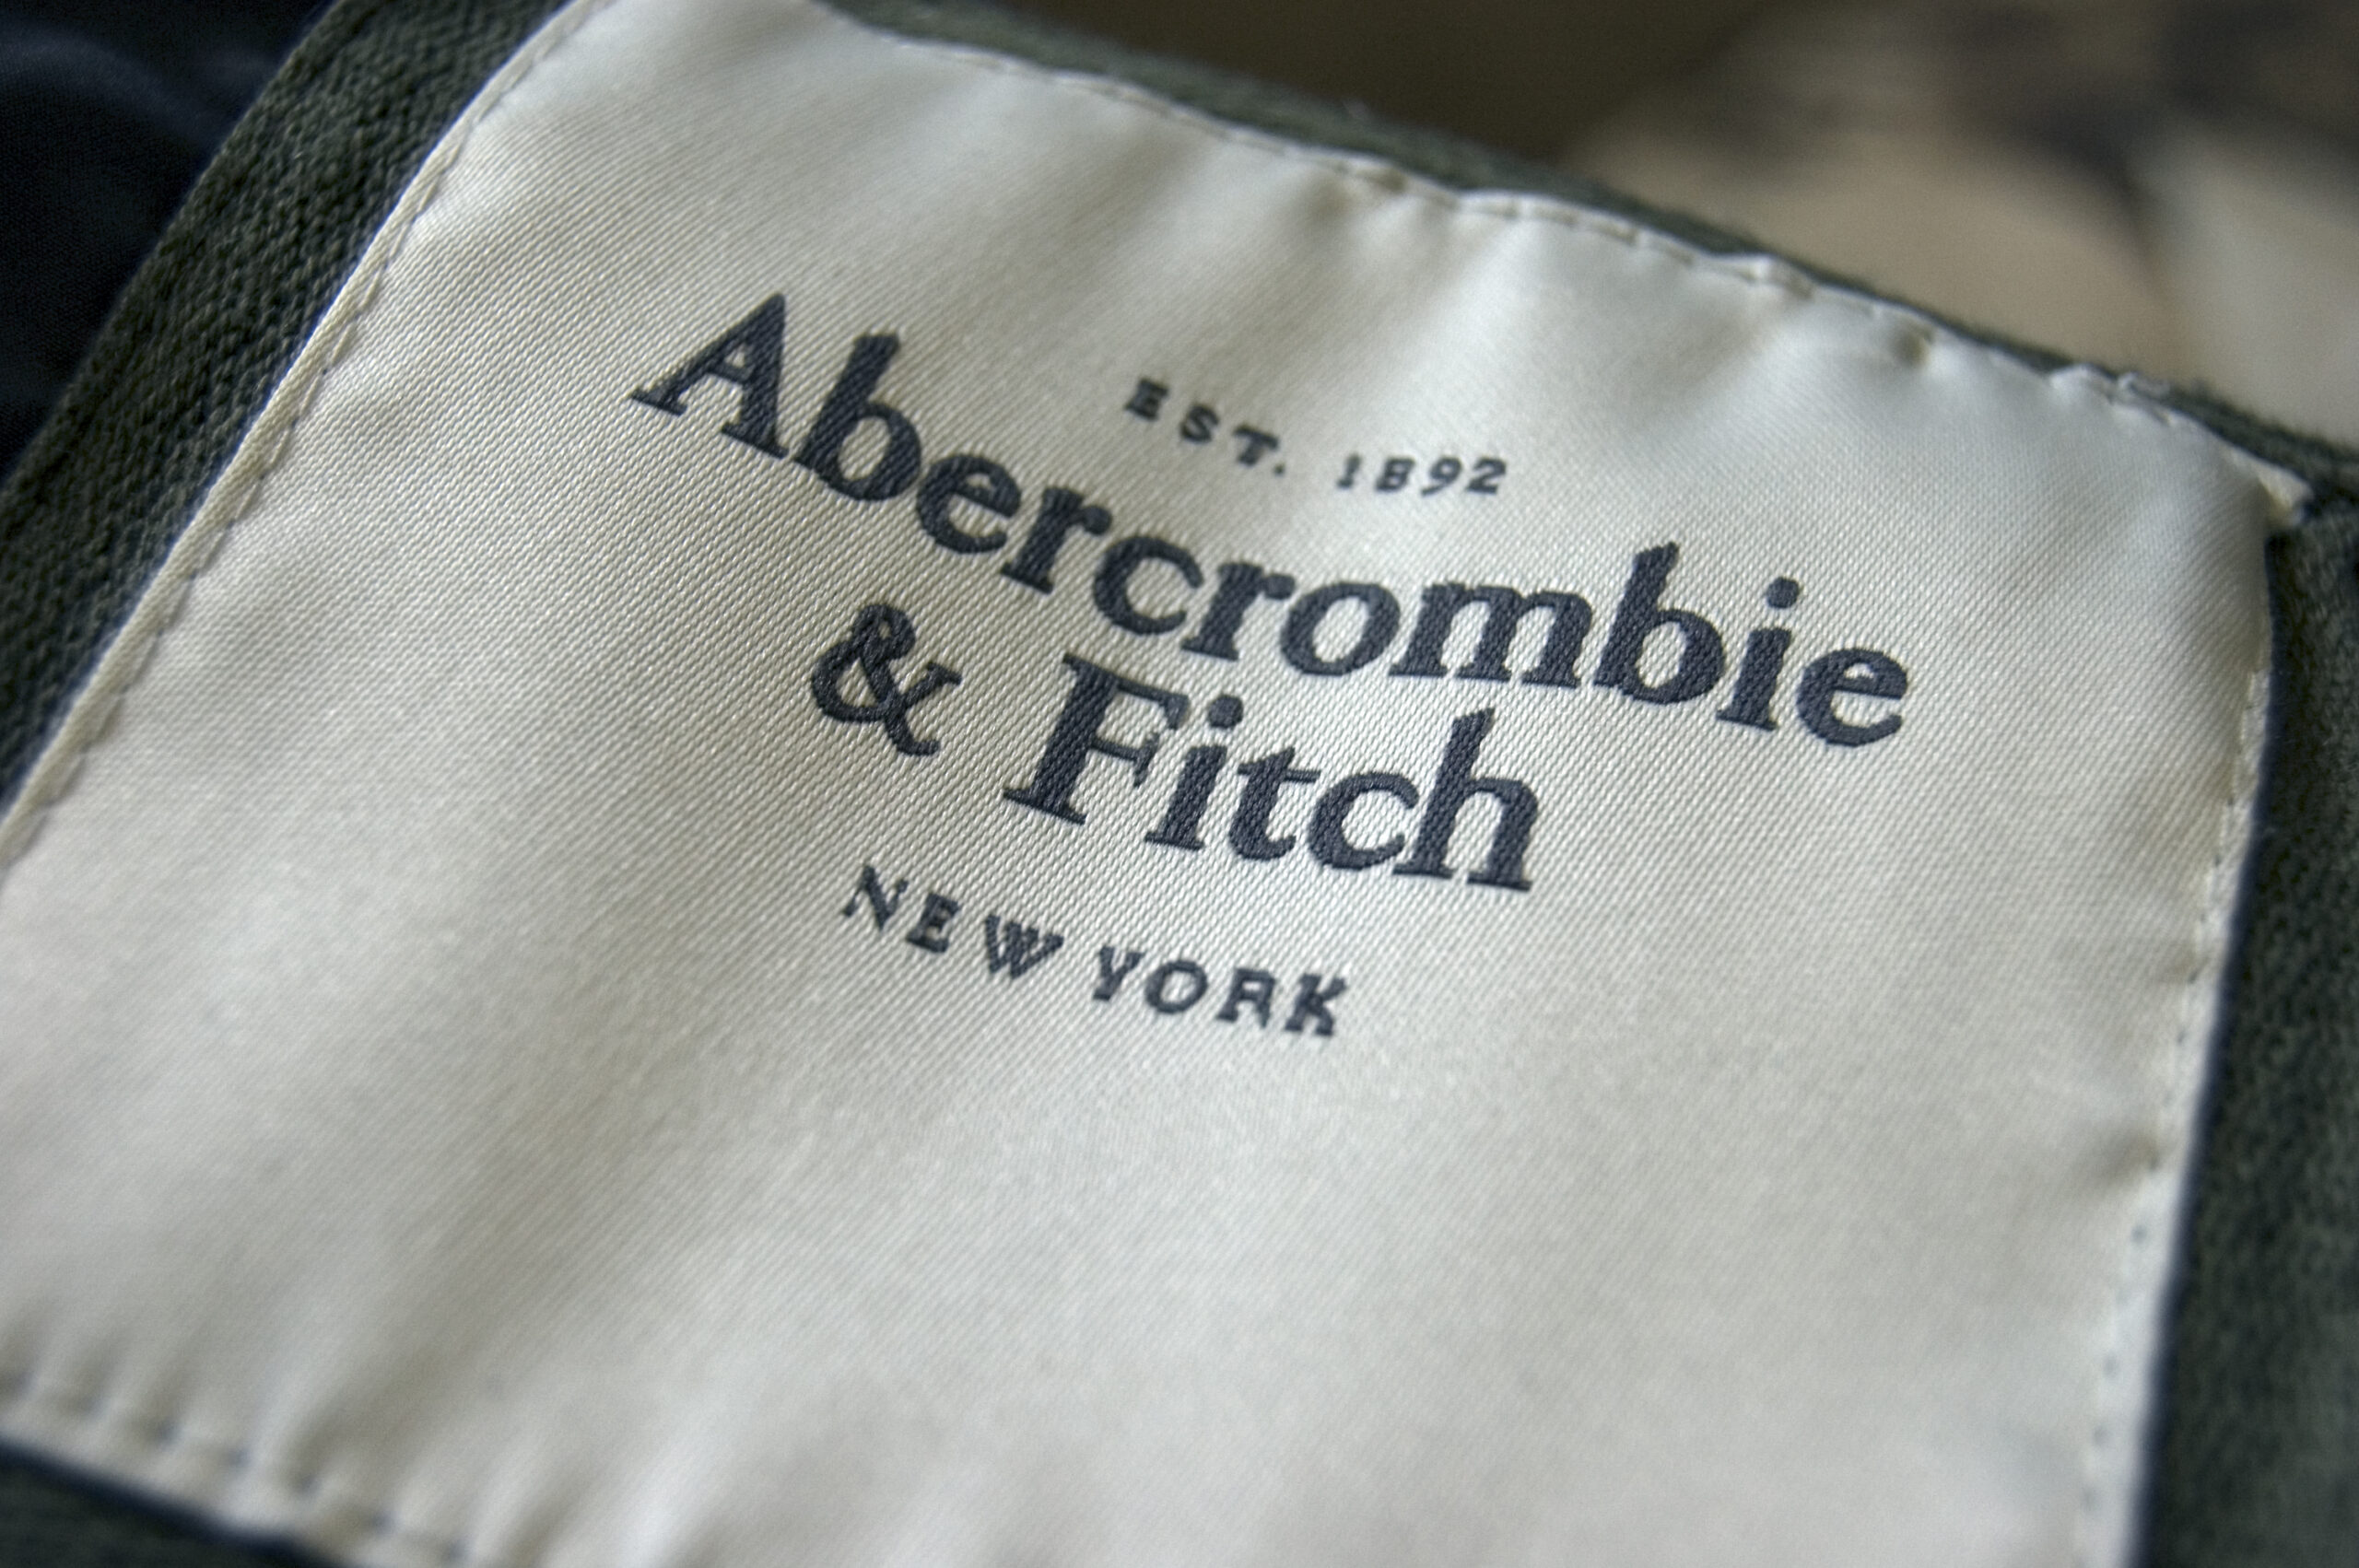 EST. 1892
Abercrombie
& Fitch
NEW YORK